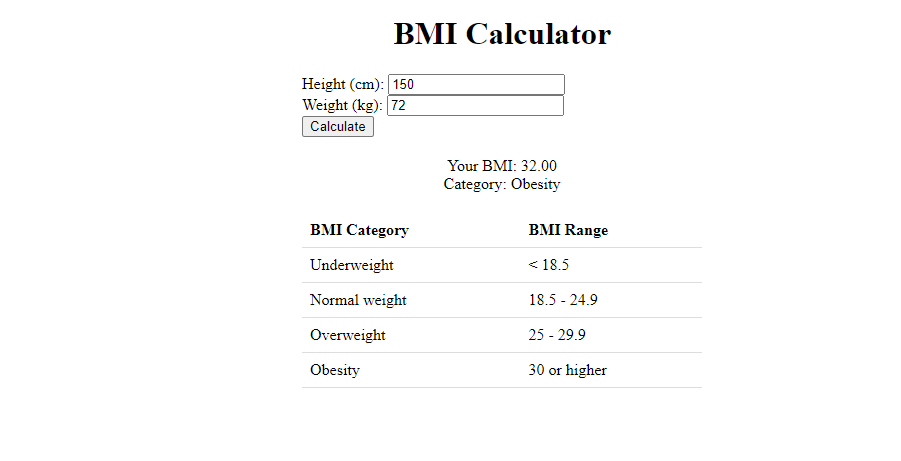 BMI Calculator
Height (cm): 150
Weight (kg): 72
Calculate
Your BMI: 32.00
Category: Obesity
BMI Category BMI Range
Underweight < 18.5
Normal weight 18.5 - 24.9
Overweight 25 - 29.9
Obesity 30 or higher